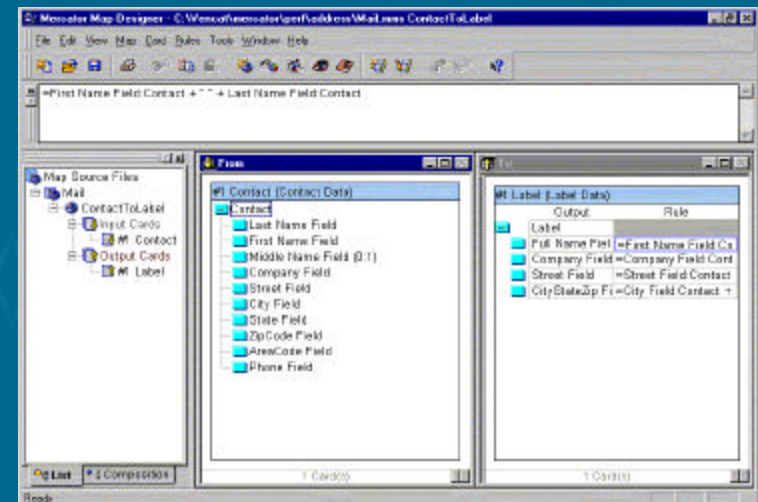 Mercator Map Designer - C:\Wencat\mercator\perf\address\Mail.mms ContactToLabel
File Edit View Map Card Rules Tools Window Help
=First Name Field:Contact + " " + Last Name Field:Contact
From
To
Map Source Files
Mail
ContactToLabel
Input Cards
#1 Contact
Output Cards
#1 Label
#1 Contact (Contact Data)
Contact
Last Name Field
First Name Field
Middle Name Field (0:1)
Company Field
Street Field
City Field
State Field
ZipCode Field
AreaCode Field
Phone Field
#1 Label (Label Data)
Output Rule
Label
Full Name Fiel =First Name Field:Co
Company Field =Company Field:Cont
Street Field =Street Field:Contact
CityStateZip Fi =City Field:Contact +
List Composition
1 Card(s)
1 Card(s)
Ready